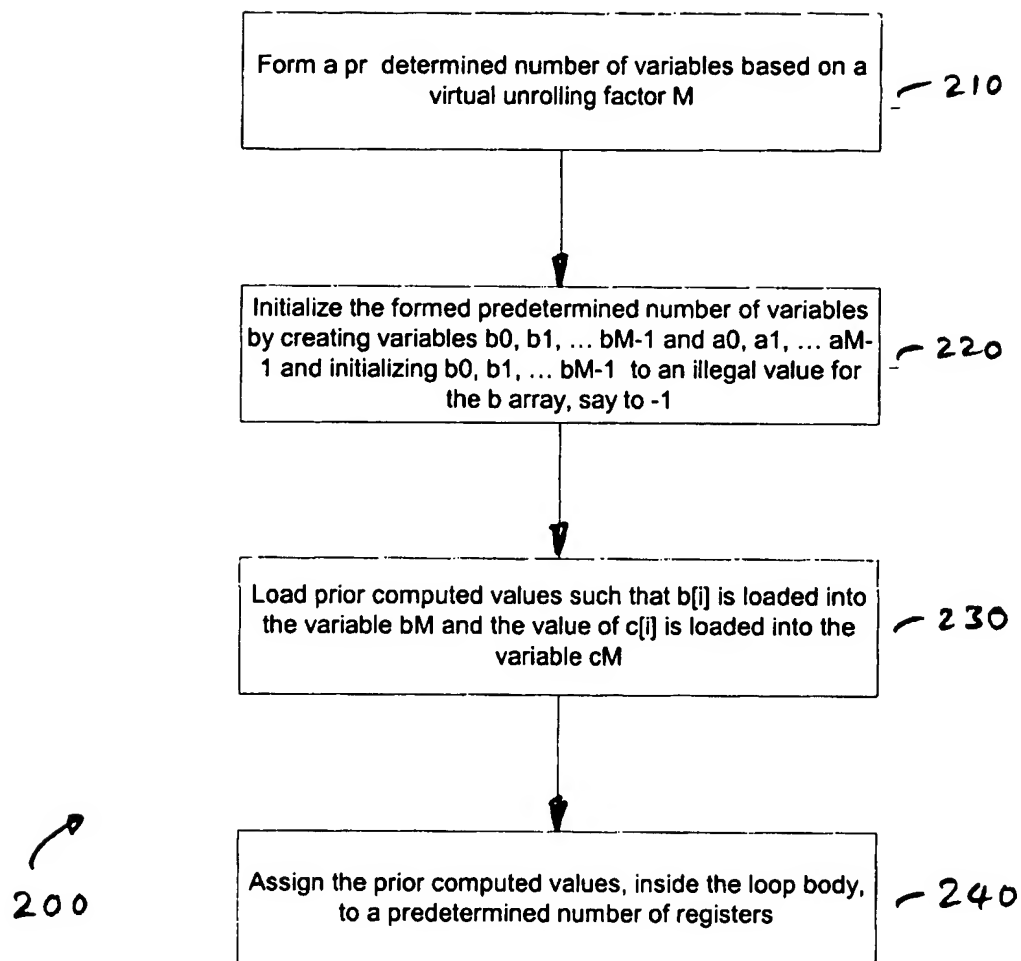 Form a pr determined number of variables based on a
virtual unrolling factor M
210
Initialize the formed predetermined number of variables
by creating variables b0, b1, ... bM-1 and a0, a1, ... aM-
1 and initializing b0, b1, ... bM-1 to an illegal value for
the b array, say to -1
220
Load prior computed values such that b[i] is loaded into
the variable bM and the value of c[i] is loaded into the
variable cM
230
Assign the prior computed values, inside the loop body,
to a predetermined number of registers
240
200